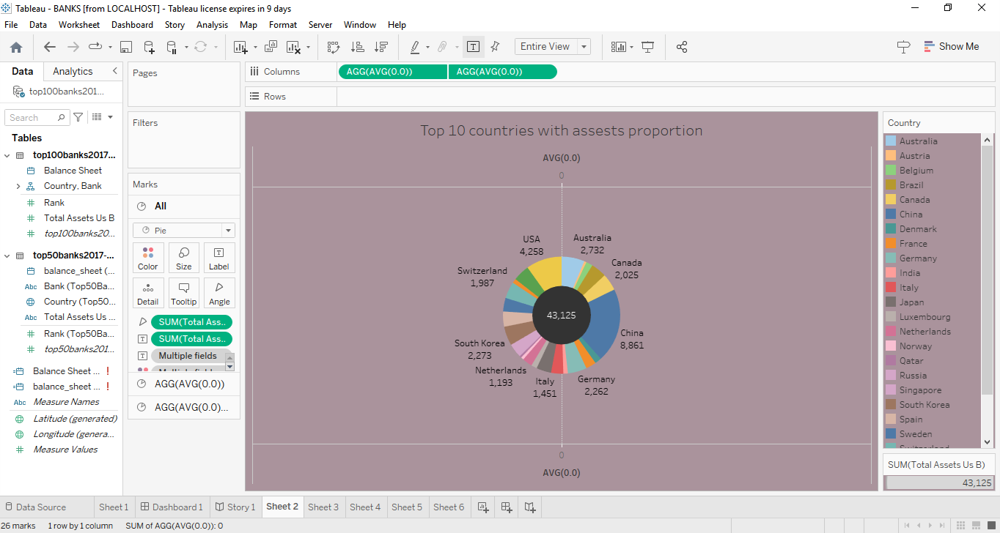 Tableau - BANKS [from LOCALHOST] - Tableau license expires in 9 days
File Data Worksheet Dashboard Story Analysis Map Format Server Window Help
Entire View
Show Me
Data Analytics
top100banks201...
Search
Tables
top100banks2017...
Balance Sheet
Country, Bank
Rank
Total Assets Us B
top100banks20...
top50banks2017-...
balance_sheet (...
Abc Bank (Top50Ba...
Country (Top50...
Abc Total Assets Us ...
Rank (Top50Ba...
top50banks201...
Balance Sheet ... !
balance_sheet ... !
Abc Measure Names
Latitude (generated)
Longitude (genera...
Measure Values
Pages
Filters
Marks
All
Pie
Color Size Label
Detail Tooltip Angle
SUM(Total Ass..
SUM(Total Ass..
Multiple fields
AGG(AVG(0.0))
AGG(AVG(0.0)...
Columns AGG(AVG(0.0)) AGG(AVG(0.0))
Rows
Top 10 countries with assests proportion
AVG(0.0)
0
USA
4,258
Australia
2,732
Canada
2,025
Switzerland
1,987
43,125
China
8,861
South Korea
2,273
Netherlands
1,193
Italy
1,451
Germany
2,262
0
AVG(0.0)
Country
Australia
Austria
Belgium
Brazil
Canada
China
Denmark
France
Germany
India
Italy
Japan
Luxembourg
Netherlands
Norway
Qatar
Russia
Singapore
South Korea
Spain
Sweden
Switzerland
SUM(Total Assets Us B)
43,125
Data Source Sheet 1 Dashboard 1 Story 1 Sheet 2 Sheet 3 Sheet 4 Sheet 5 Sheet 6
26 marks 1 row by 1 column SUM of AGG(AVG(0.0)): 0